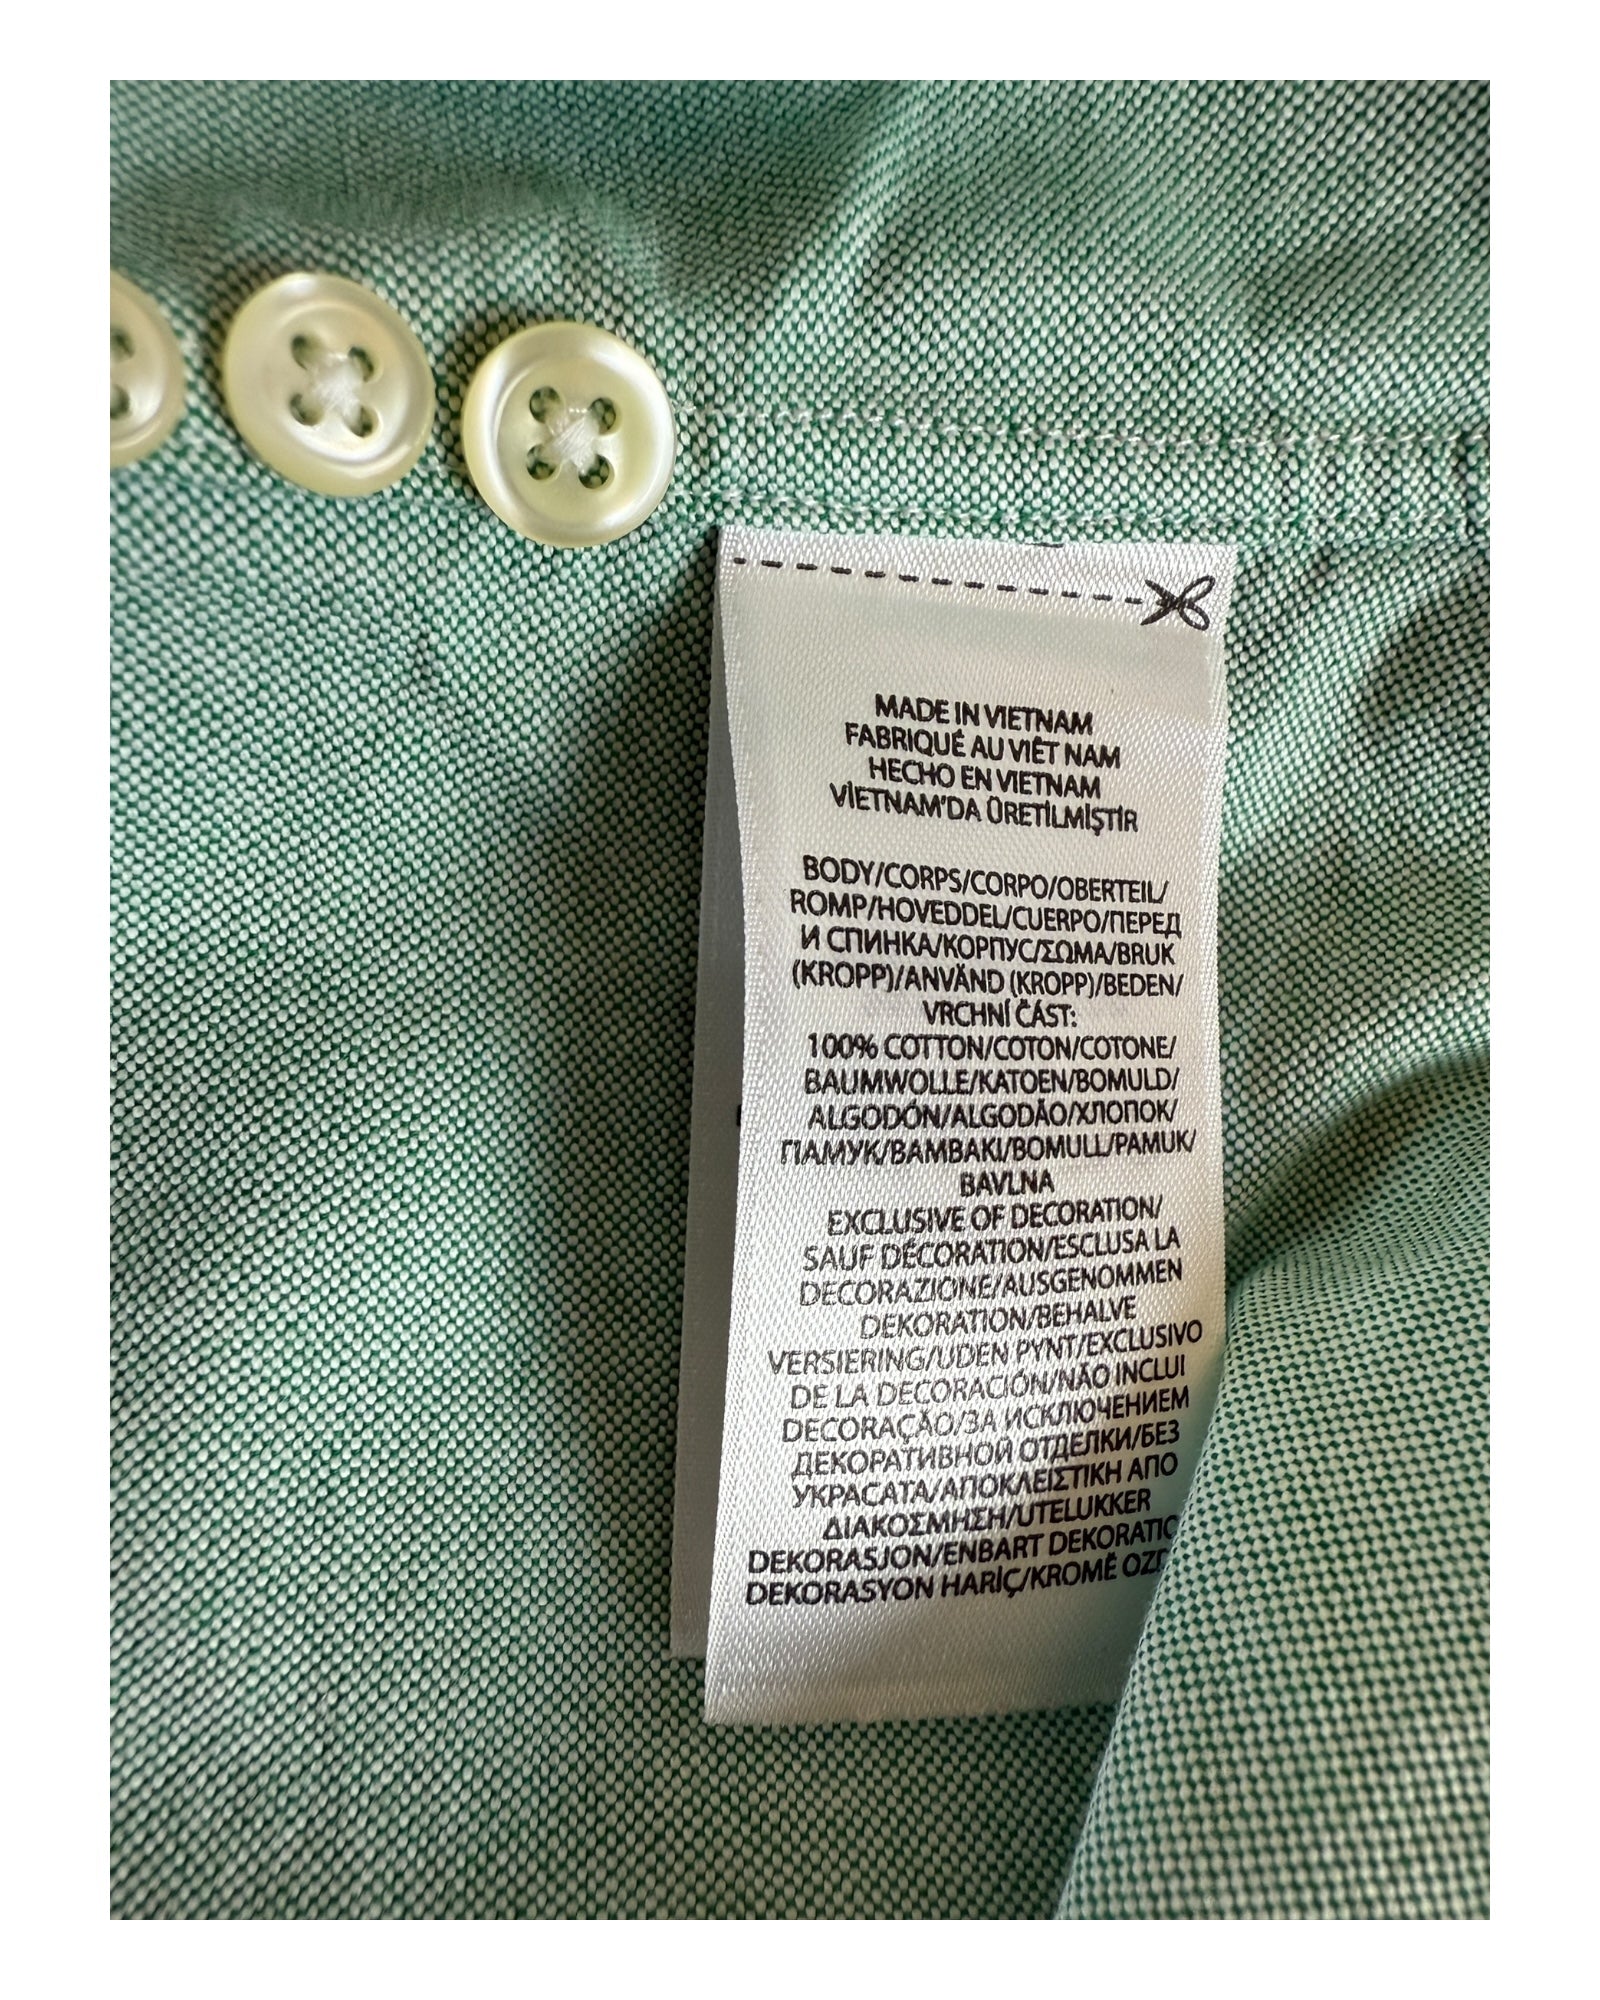 MADE IN VIETNAM
FABRIQUÉ AU VIÊT NAM
HECHO EN VIETNAM
VİETNAM'DA ÜRETİLMİŞTİR
BODY/CORPS/CORPO/OBERTEIL/
ROMP/HOVEDDEL/CUERPO/ПЕРЕД
И СПИНКА/КОРПУС/ΣΩΜΑ/BRUK
(KROPP)/ANVÄND (KROPP)/BEDEN/
VRCHNÍ ČÁST:
100% COTTON/COTON/COTONE/
BAUMWOLLE/KATOEN/BOMULD/
ALGODÓN/ALGODÃO/ХЛОПОК/
ПАМУК/ΒΑΜΒΑΚΙ/BOMULL/PAMUK/
BAVLNA
EXCLUSIVE OF DECORATION/
SAUF DÉCORATION/ESCLUSA LA
DECORAZIONE/AUSGENOMMEN
DEKORATION/BEHALVE
VERSIERING/UDEN PYNT/EXCLUSIVO
DE LA DECORACIÓN/NÃO INCLUI
DECORAÇÃO/ЗА ИСКЛЮЧЕНИЕМ
ДЕКОРАТИВНОЙ ОТДЕЛКИ/БЕЗ
УКРАСАТА/ΑΠΟΚΛΕΙΣΤΙΚΗ ΑΠΟ
ΔΙΑΚΟΣΜΗΣΗ/UTELUKKER
DEKORASJON/ENBART DEKORATIO
DEKORASYON HARİÇ/KROMĚ OZD